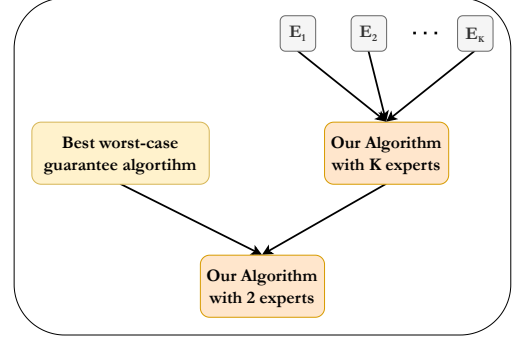 E₁ E₂ · · · Eₖ
Best worst-case
guarantee algortihm
Our Algorithm
with K experts
Our Algorithm
with 2 experts